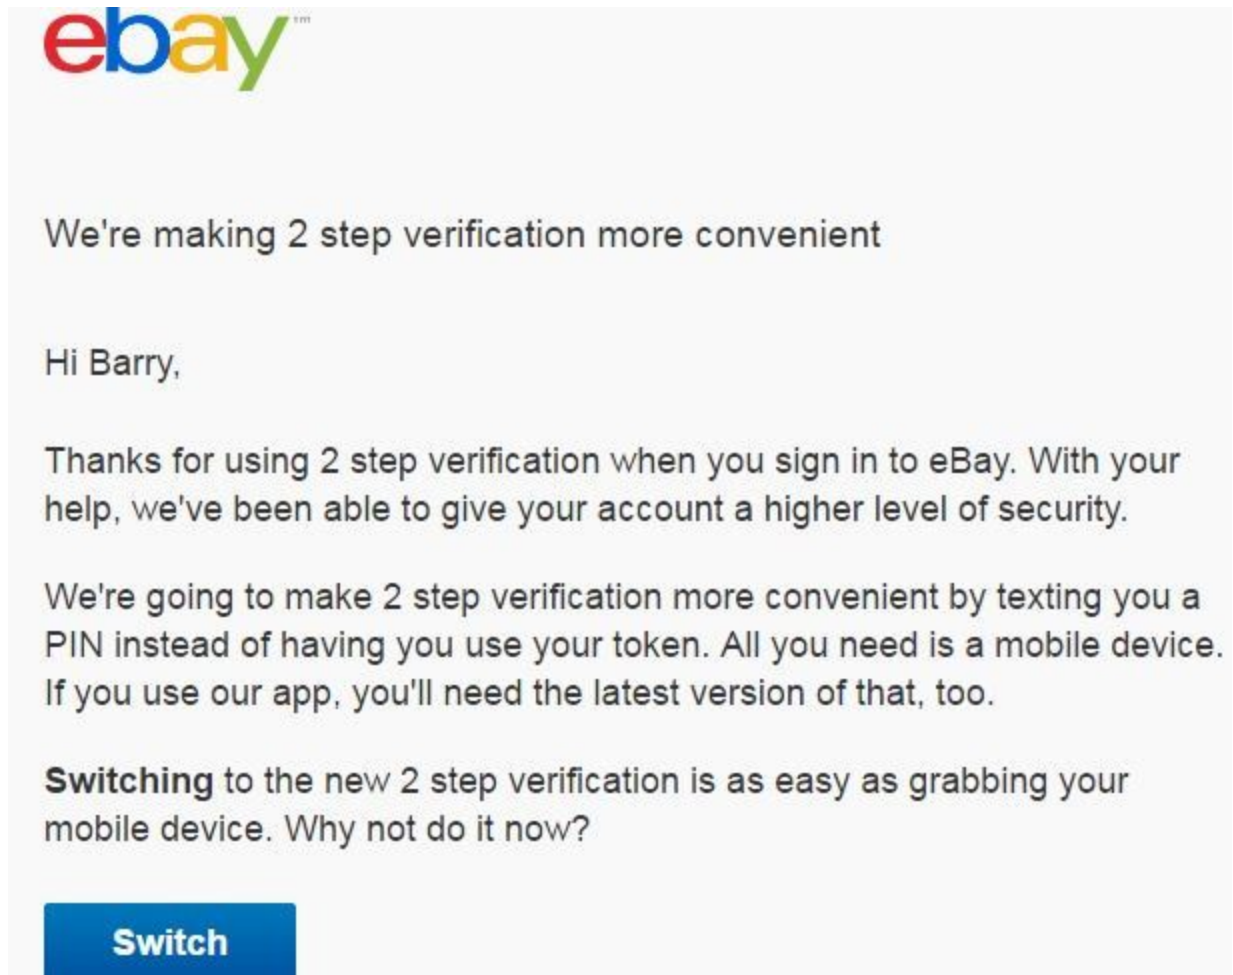 ebay™
We're making 2 step verification more convenient
Hi Barry,
Thanks for using 2 step verification when you sign in to eBay. With your
help, we've been able to give your account a higher level of security.
We're going to make 2 step verification more convenient by texting you a
PIN instead of having you use your token. All you need is a mobile device.
If you use our app, you'll need the latest version of that, too.
Switching to the new 2 step verification is as easy as grabbing your
mobile device. Why not do it now?
Switch